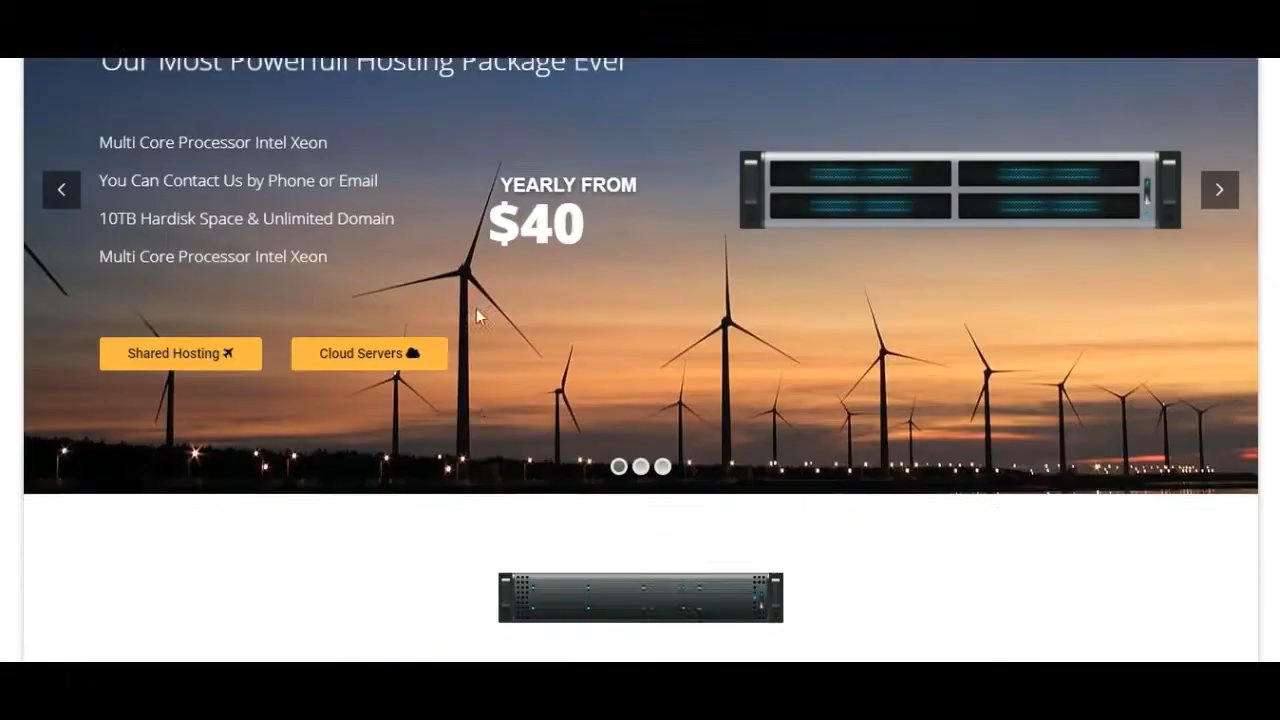 Our Most Powerfull Hosting Package Ever
Multi Core Processor Intel Xeon
You Can Contact Us by Phone or Email
10TB Hardisk Space & Unlimited Domain
Multi Core Processor Intel Xeon
YEARLY FROM
$40
Shared Hosting
Cloud Servers